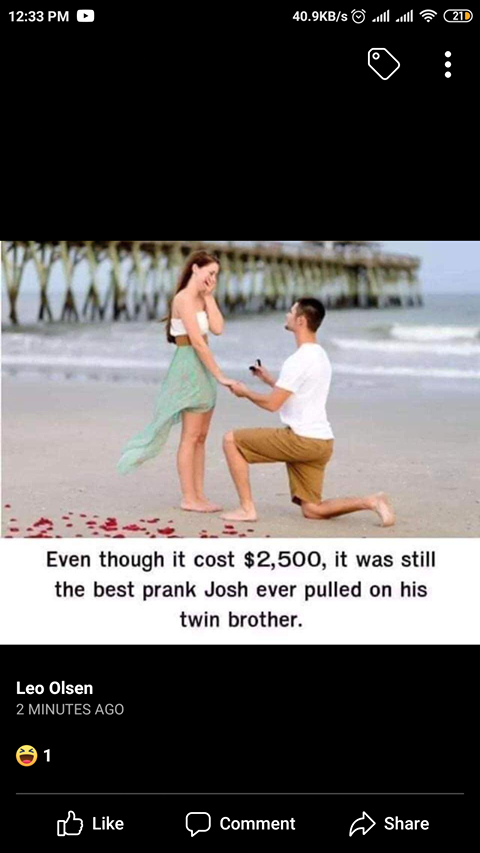 12:33 PM 40.9KB/s 21
Even though it cost $2,500, it was still
the best prank Josh ever pulled on his
twin brother.
Leo Olsen
2 MINUTES AGO
1
Like Comment Share